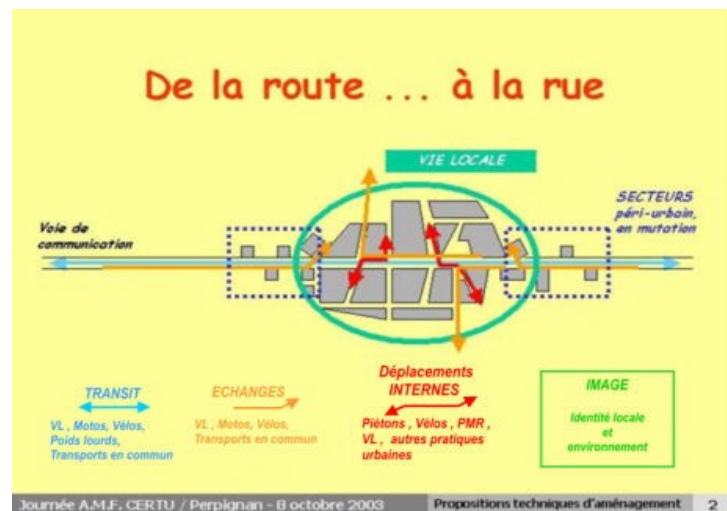 De la route ... à la rue
VIE LOCALE
Voie de
communication
SECTEURS
péri-urbain,
en mutation
TRANSIT
VL , Motos, Vélos,
Poids lourds,
Transports en commun
ECHANGES
VL , Motos, Vélos,
Transports en commun
Déplacements
INTERNES
Piétons , Vélos , PMR ,
VL , autres pratiques
urbaines
IMAGE
Identité locale
et
environnement
Journée A.M.F. CERTU / Perpignan - 8 octobre 2003
Propositions techniques d'aménagement
2